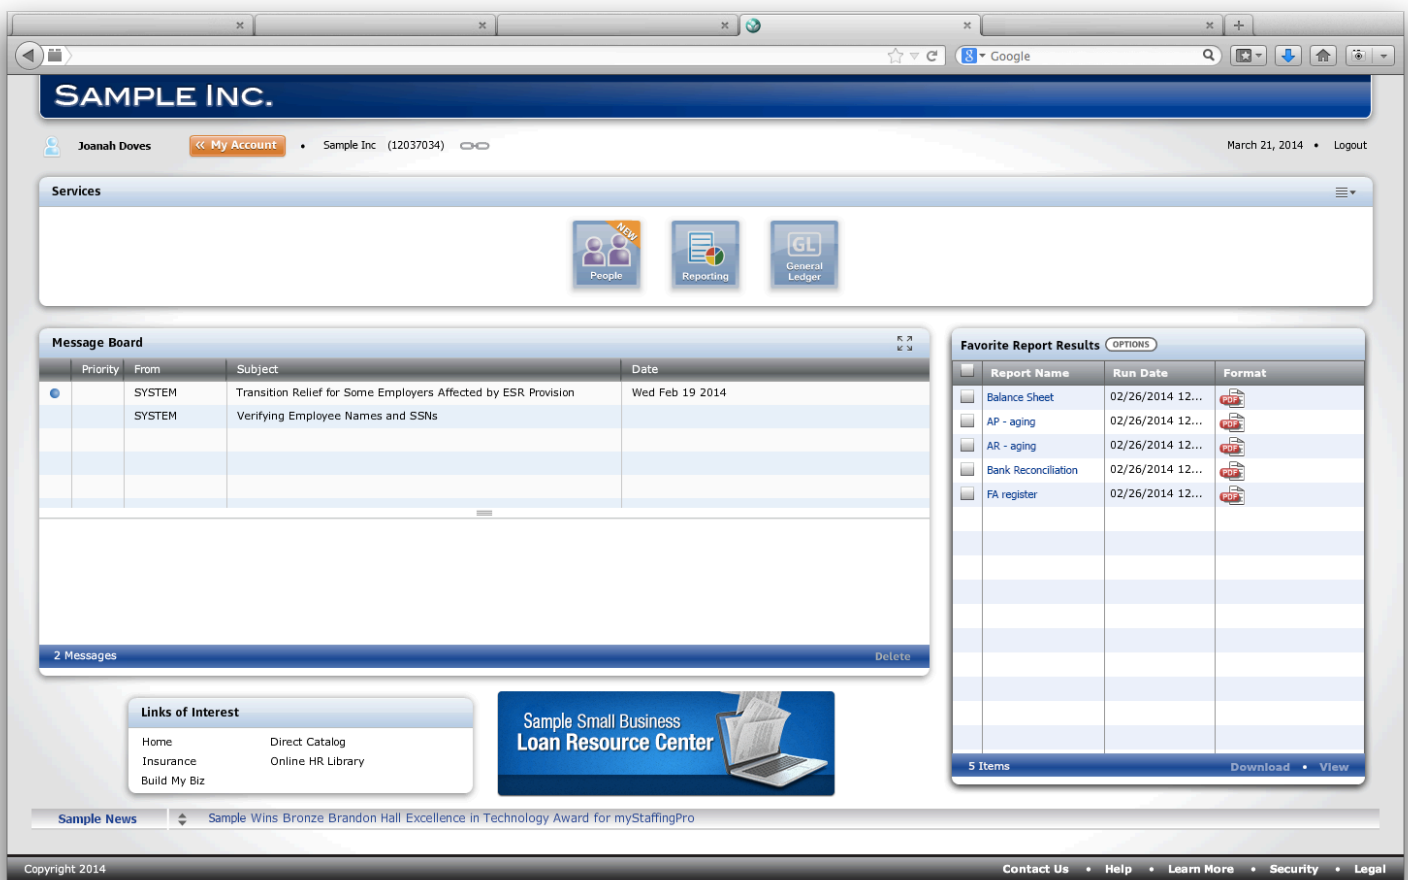 Google
SAMPLE INC.
Joanah Doves
« My Account
• Sample Inc (12037034)
March 21, 2014 • Logout
Services
NEW
People
Reporting
GL
General
Ledger
Message Board
Priority From Subject Date
SYSTEM Transition Relief for Some Employers Affected by ESR Provision Wed Feb 19 2014
SYSTEM Verifying Employee Names and SSNs
2 Messages Delete
Favorite Report Results OPTIONS
Report Name Run Date Format
Balance Sheet 02/26/2014 12... PDF
AP - aging 02/26/2014 12... PDF
AR - aging 02/26/2014 12... PDF
Bank Reconciliation 02/26/2014 12... PDF
FA register 02/26/2014 12... PDF
5 Items Download • View
Links of Interest
Home Direct Catalog
Insurance Online HR Library
Build My Biz
Sample Small Business
Loan Resource Center
Sample News Sample Wins Bronze Brandon Hall Excellence in Technology Award for myStaffingPro
Copyright 2014 Contact Us • Help • Learn More • Security • Legal